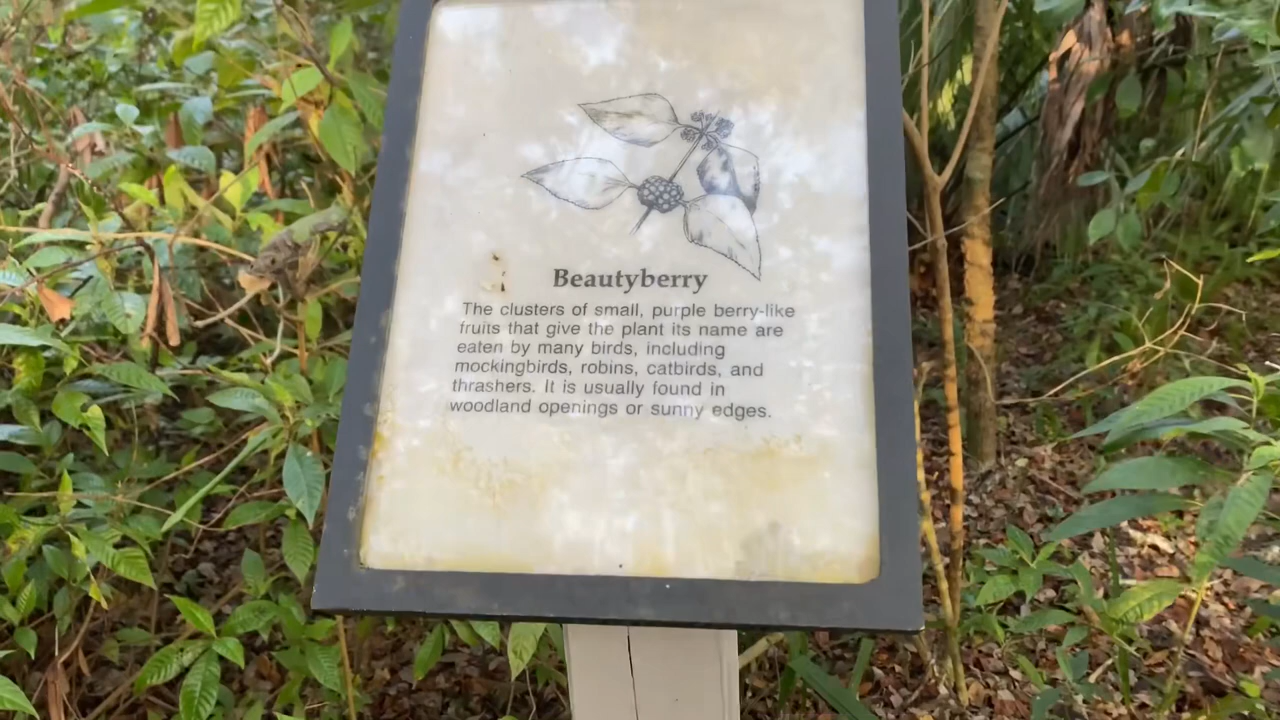 Beautyberry
The clusters of small, purple berry-like
fruits that give the plant its name are
eaten by many birds, including
mockingbirds, robins, catbirds, and
thrashers. It is usually found in
woodland openings or sunny edges.